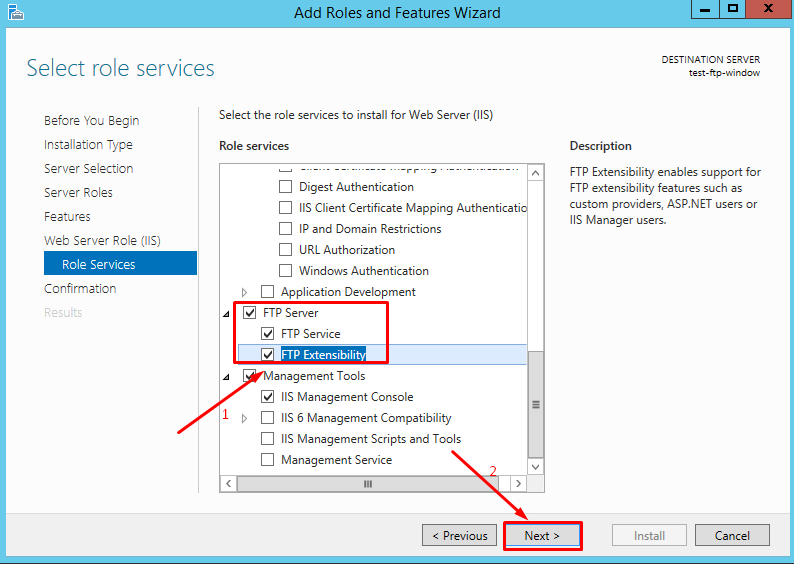 Add Roles and Features Wizard
Select role services
DESTINATION SERVER
test-ftp-window
Before You Begin
Installation Type
Server Selection
Server Roles
Features
Web Server Role (IIS)
Role Services
Confirmation
Results
Select the role services to install for Web Server (IIS)
Role services
Client Certificate Mapping Authentication
Digest Authentication
IIS Client Certificate Mapping Authenticatio
IP and Domain Restrictions
URL Authorization
Windows Authentication
Application Development
FTP Server
FTP Service
FTP Extensibility
Management Tools
1
IIS Management Console
IIS 6 Management Compatibility
IIS Management Scripts and Tools
Management Service
2
Description
FTP Extensibility enables support for
FTP extensibility features such as
custom providers, ASP.NET users or
IIS Manager users.
< Previous
Next >
Install
Cancel